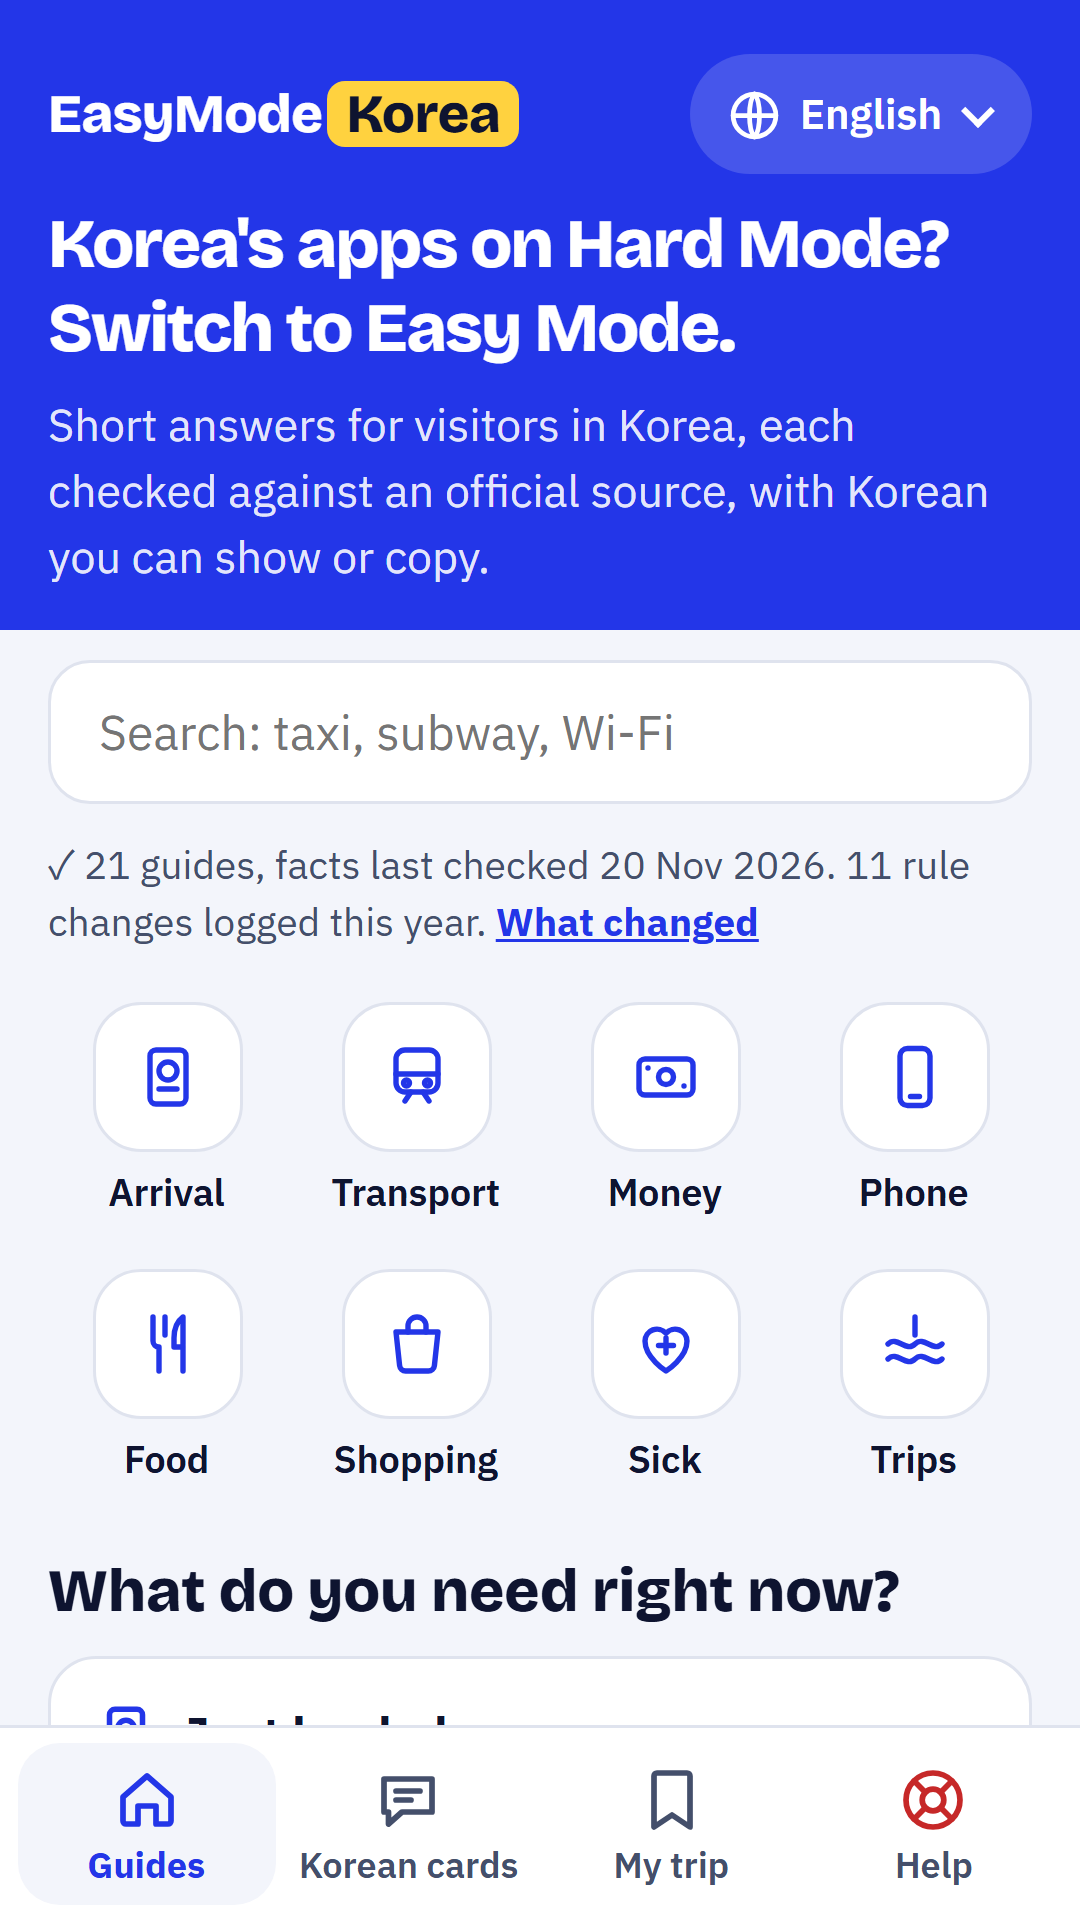 EasyMode Korea
English
Korea's apps on Hard Mode?
Switch to Easy Mode.
Short answers for visitors in Korea, each
checked against an official source, with Korean
you can show or copy.
Search: taxi, subway, Wi-Fi
✓ 21 guides, facts last checked 20 Nov 2026. 11 rule
changes logged this year. What changed
Arrival
Transport
Money
Phone
Food
Shopping
Sick
Trips
What do you need right now?
Guides
Korean cards
My trip
Help